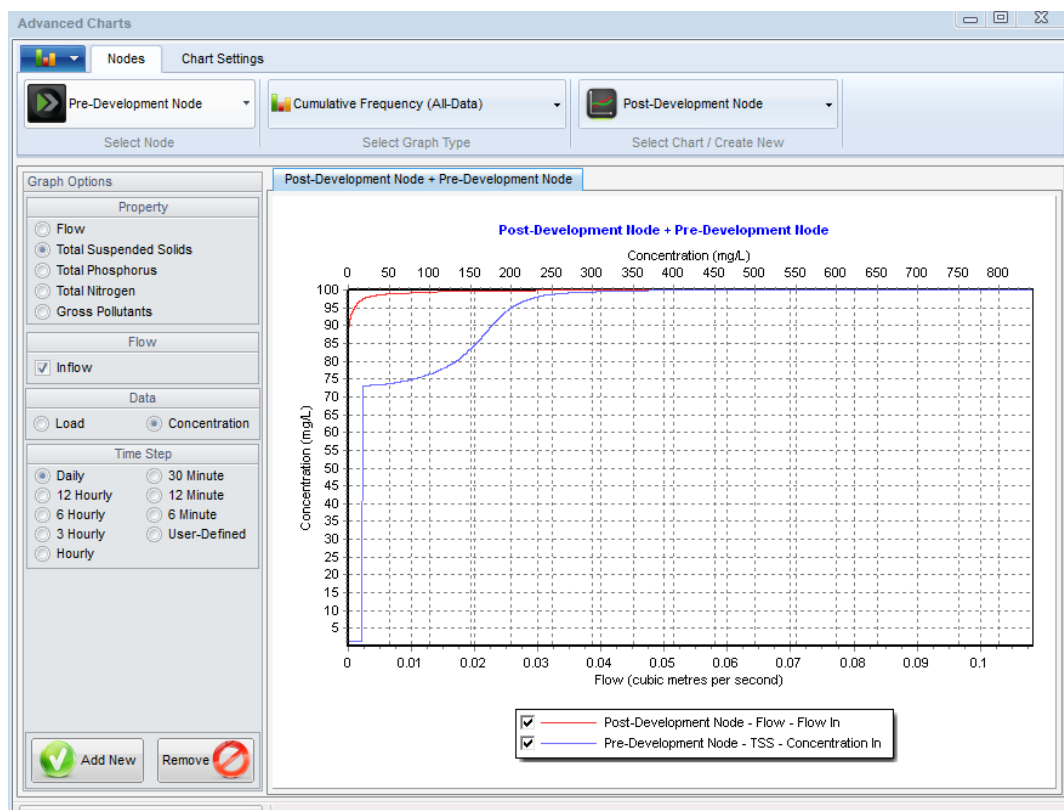 Advanced Charts
Nodes Chart Settings
Pre-Development Node Cumulative Frequency (All-Data) Post-Development Node
Select Node Select Graph Type Select Chart / Create New
Graph Options
Property
Flow
Total Suspended Solids
Total Phosphorus
Total Nitrogen
Gross Pollutants
Flow
Inflow
Data
Load Concentration
Time Step
Daily 30 Minute
12 Hourly 12 Minute
6 Hourly 6 Minute
3 Hourly User-Defined
Hourly
Add New Remove
Post-Development Node + Pre-Development Node
Post-Development Node + Pre-Development Node
Concentration (mg/L)
0 50 100 150 200 250 300 350 400 450 500 550 600 650 700 750 800
100
95
90
85
80
75
70
65
60
55
50
45
40
35
30
25
20
15
10
5
Concentration (mg/L)
0 0.01 0.02 0.03 0.04 0.05 0.06 0.07 0.08 0.09 0.1
Flow (cubic metres per second)
Post-Development Node - Flow - Flow In
Pre-Development Node - TSS - Concentration In